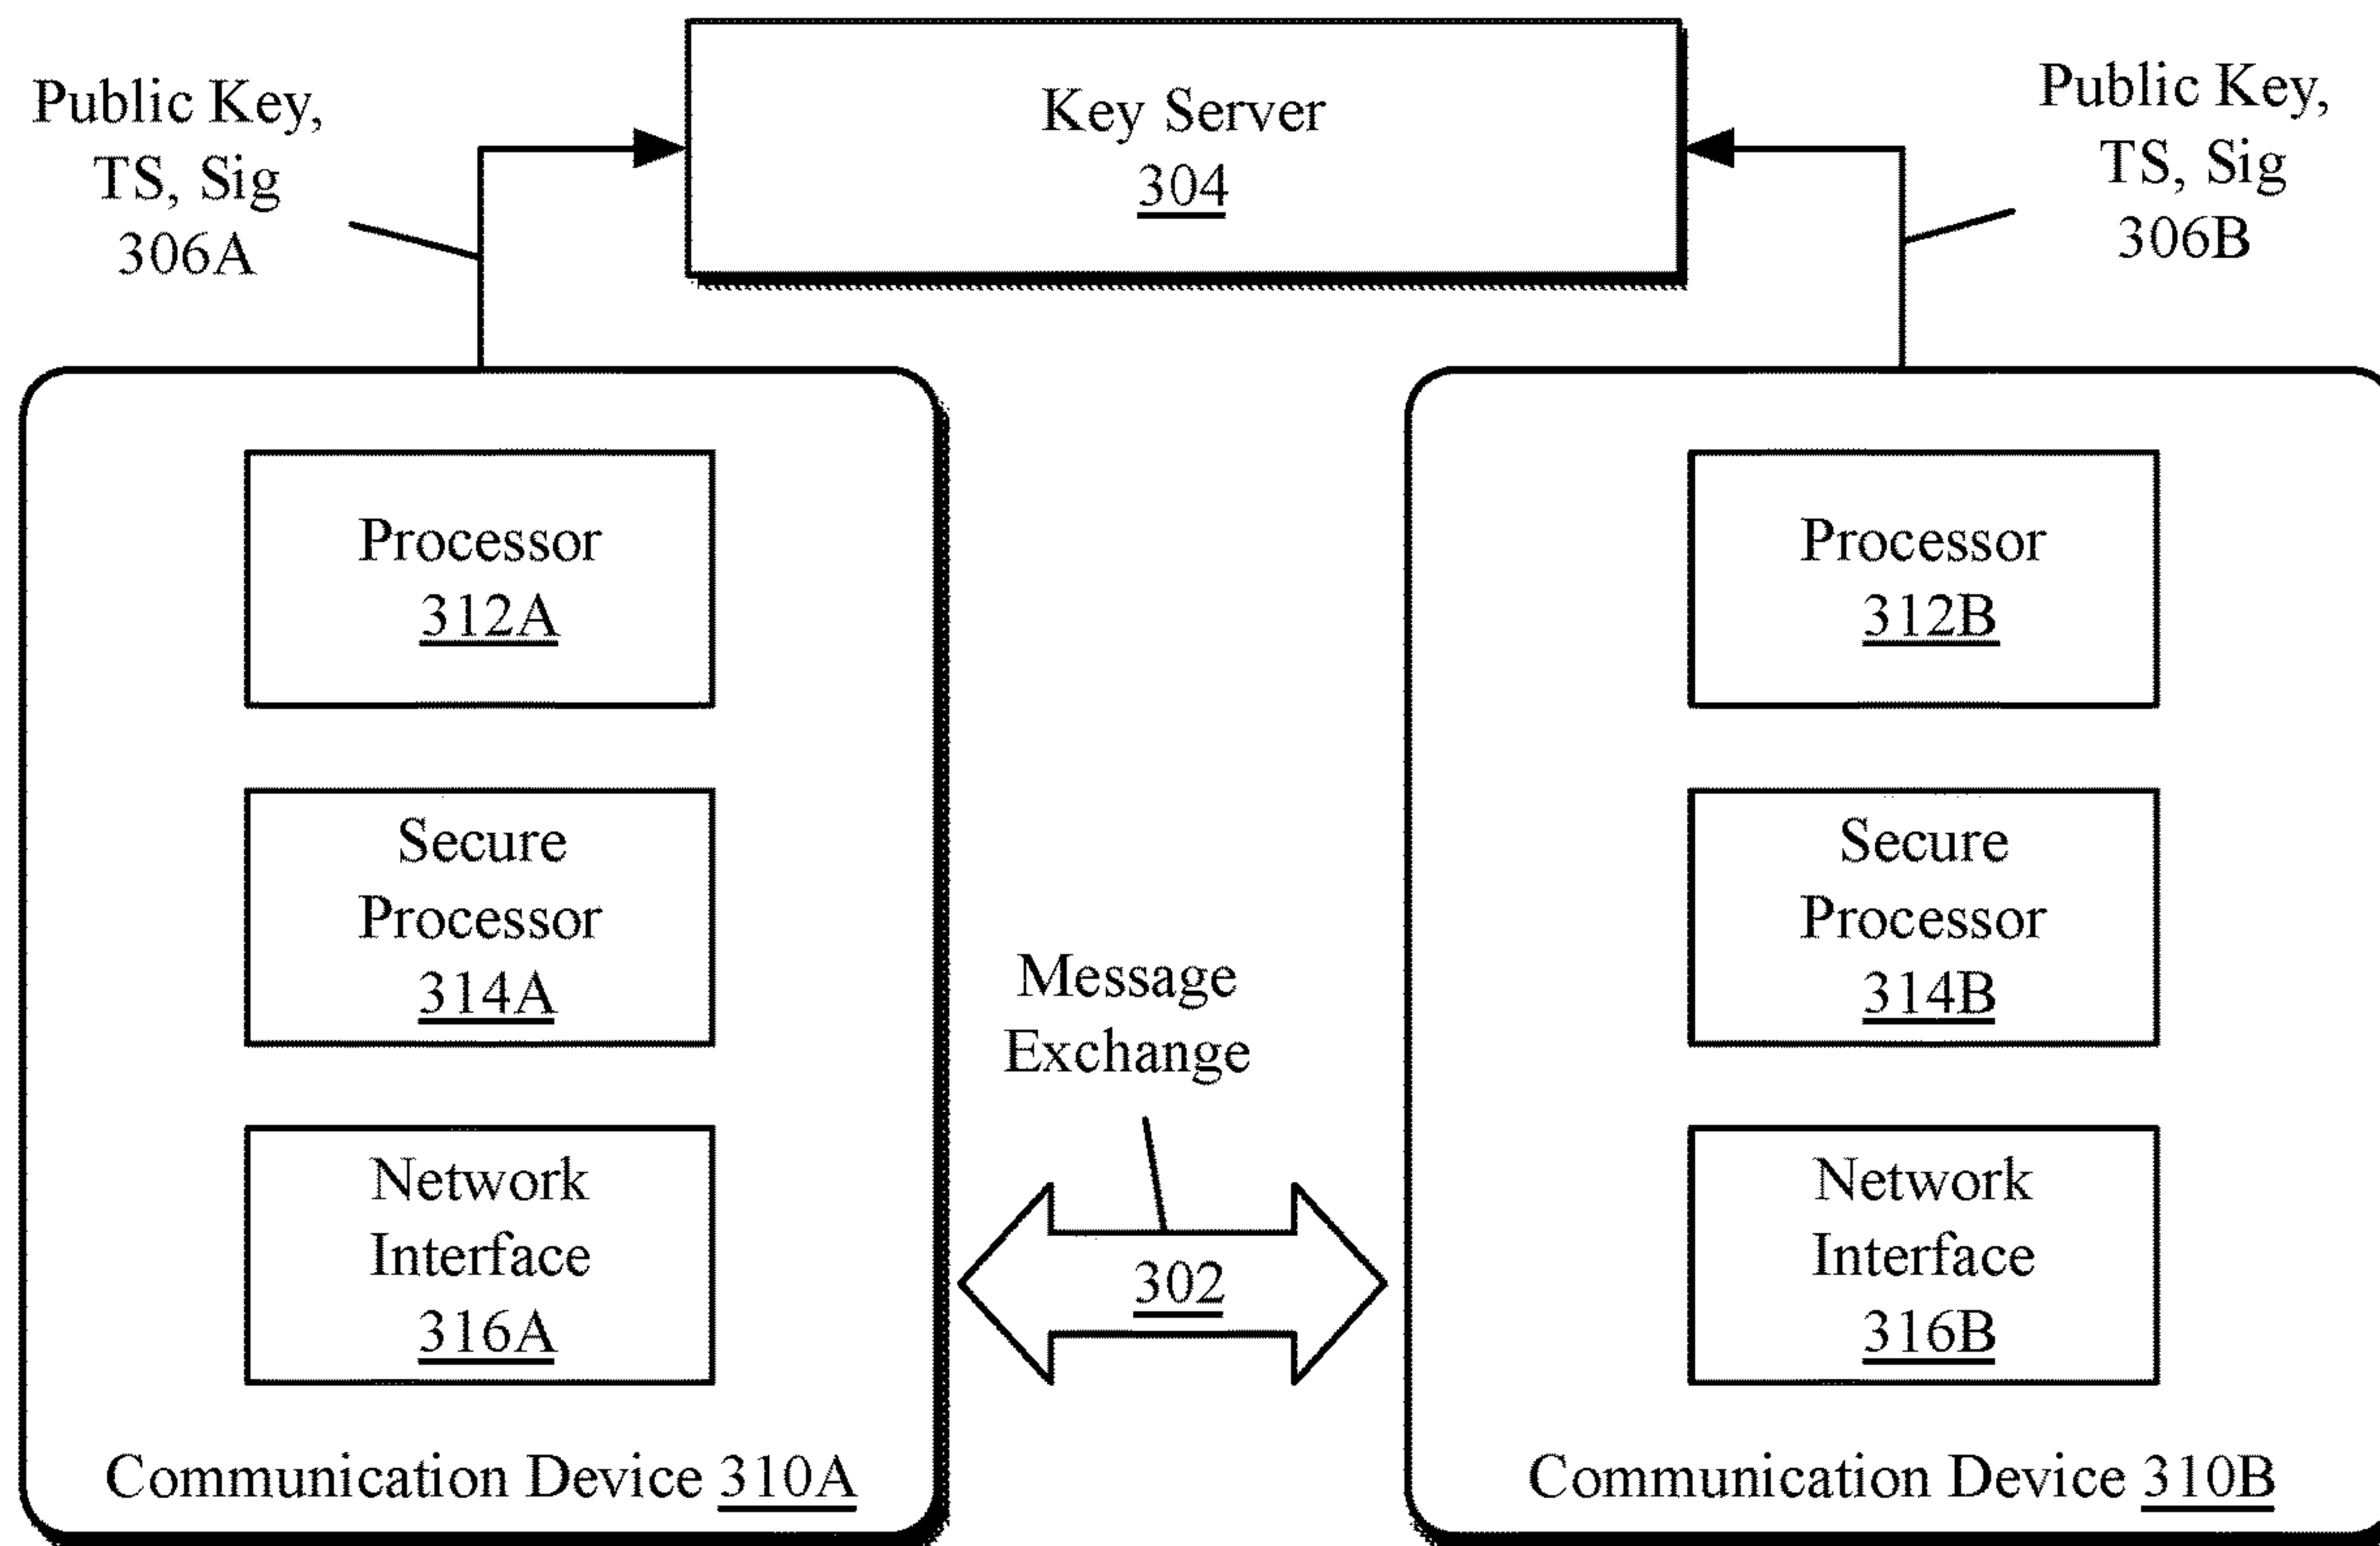 Public Key,
TS, Sig
306A
Key Server
304
Public Key,
TS, Sig
306B
Processor
312A
Secure
Processor
314A
Network
Interface
316A
Communication Device 310A
Message
Exchange
302
Processor
312B
Secure
Processor
314B
Network
Interface
316B
Communication Device 310B